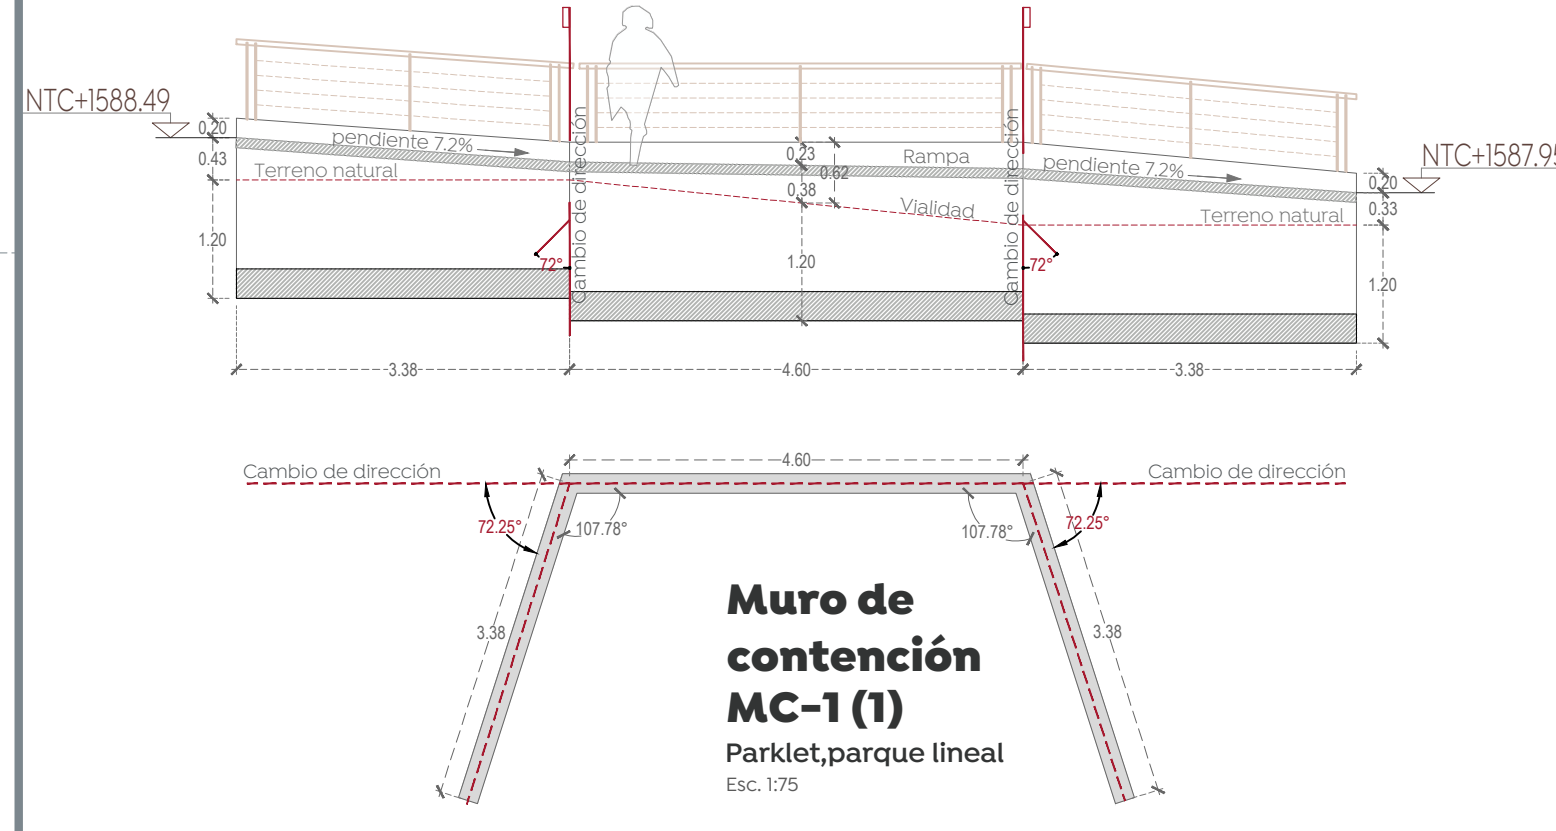 NTC+1588.49
0.20
pendiente 7.2%
0.43
Terreno natural
1.20
72°
Cambio de dirección
0.23
0.62
0.38
Rampa
Vialidad
1.20
Cambio de dirección
pendiente 7.2%
72°
NTC+1587.95
0.20
0.33
Terreno natural
1.20
3.38
4.60
3.38
Cambio de dirección
4.60
Cambio de dirección
72.25°
107.78°
107.78°
72.25°
3.38
3.38
Muro de
contención
MC-1 (1)
Parklet,parque lineal
Esc. 1:75